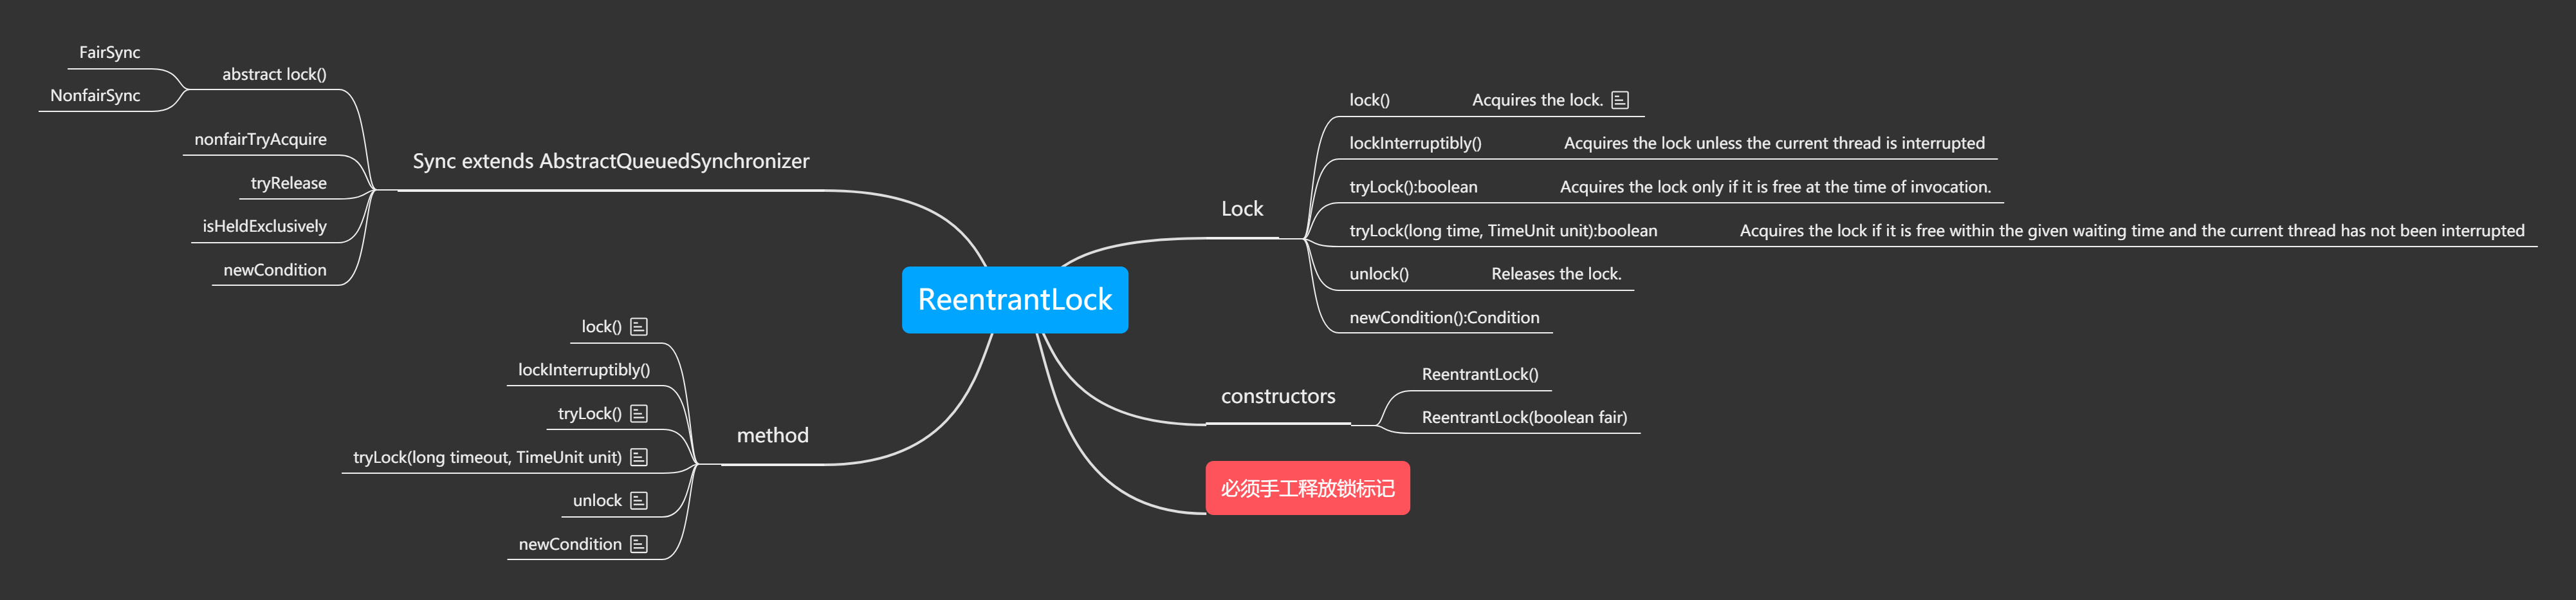 ReentrantLock
Lock
lock()
Acquires the lock.
lockInterruptibly()
Acquires the lock unless the current thread is interrupted
tryLock():boolean
Acquires the lock only if it is free at the time of invocation.
tryLock(long time, TimeUnit unit):boolean
Acquires the lock if it is free within the given waiting time and the current thread has not been interrupted
unlock()
Releases the lock.
newCondition():Condition
constructors
ReentrantLock()
ReentrantLock(boolean fair)
必须手工释放锁标记
Sync extends AbstractQueuedSynchronizer
abstract lock()
FairSync
NonfairSync
nonfairTryAcquire
tryRelease
isHeldExclusively
newCondition
method
lock()
lockInterruptibly()
tryLock()
tryLock(long timeout, TimeUnit unit)
unlock
newCondition